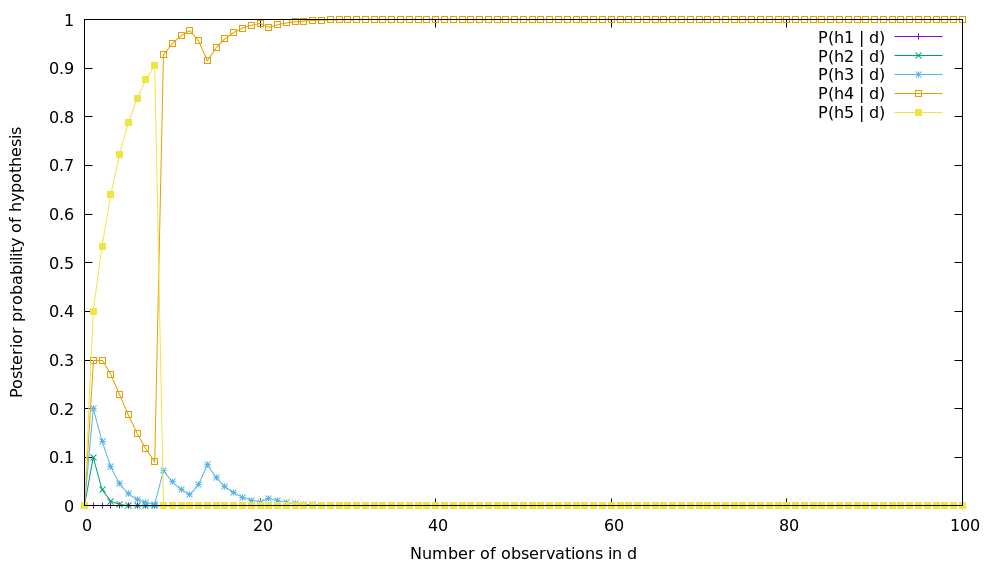 1
0.9
0.8
0.7
0.6
0.5
0.4
0.3
0.2
0.1
0
Posterior probability of hypothesis
P(h1 | d)
P(h2 | d)
P(h3 | d)
P(h4 | d)
P(h5 | d)
0 20 40 60 80 100
Number of observations in d